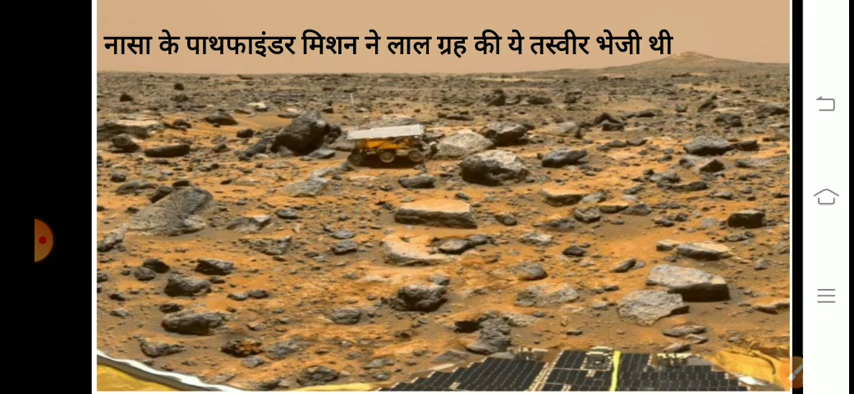 नासा के पाथफाइंडर मिशन ने लाल ग्रह की ये तस्वीर भेजी थी